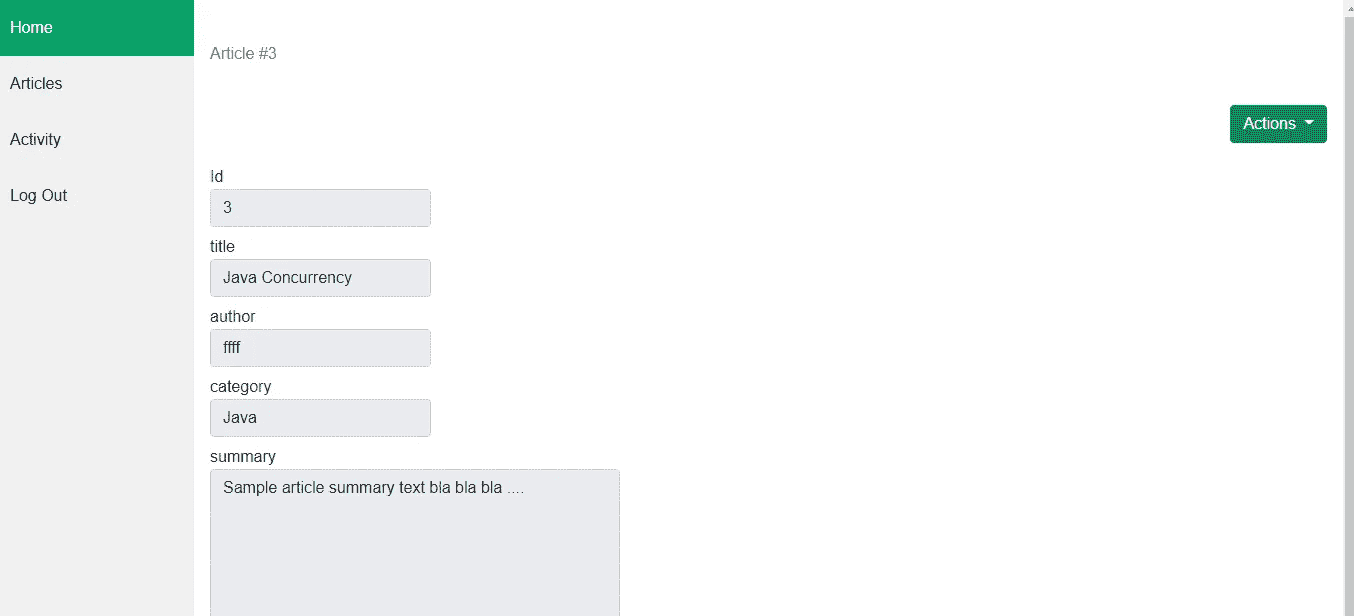 Home
Articles
Activity
Log Out
Article #3
Actions
Id
3
title
Java Concurrency
author
ffff
category
Java
summary
Sample article summary text bla bla bla ....